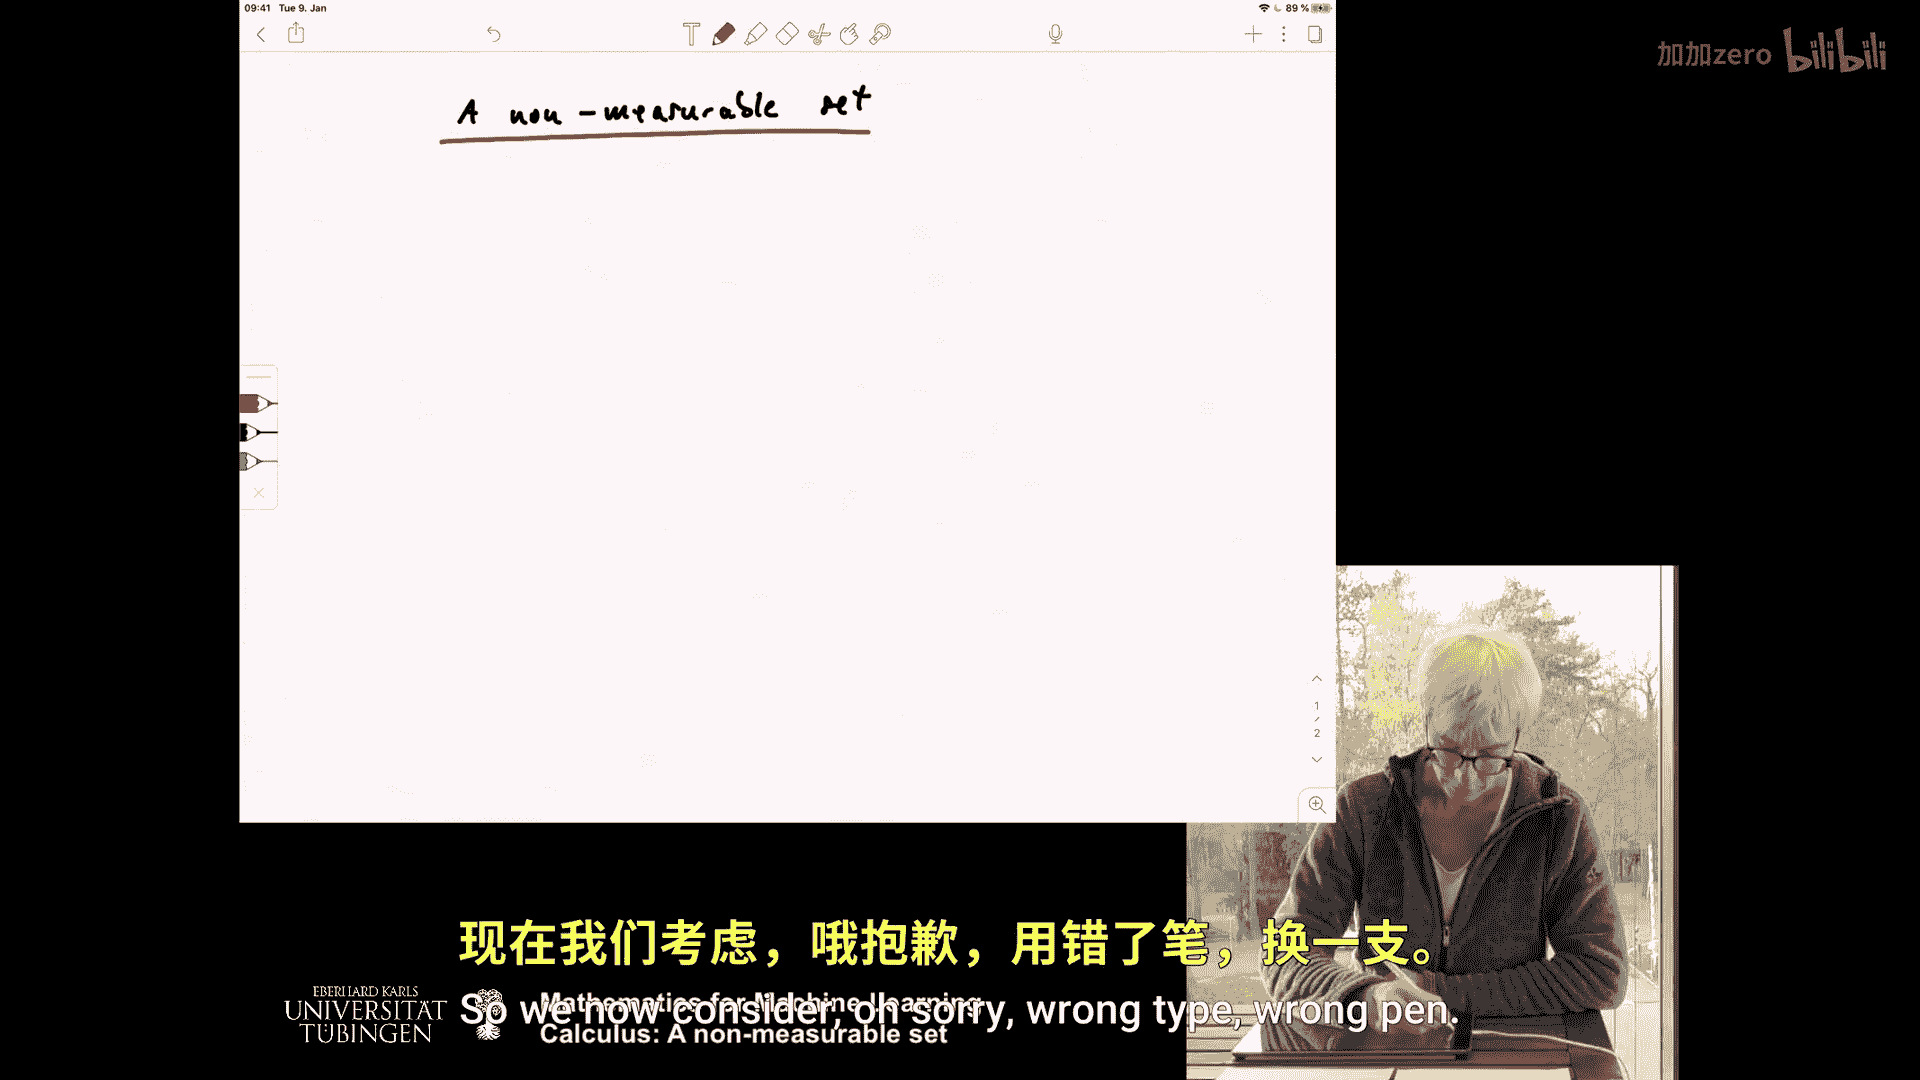 09:41 Tue 9. Jan
89 %
加加zero bilibili
A non-measurable set
1
2
现在我们考虑，哦抱歉，用错了笔，换一支。
So we now consider, oh sorry, wrong type, wrong pen.
EBERHARD KARLS
UNIVERSITÄT
TÜBINGEN
Mathematics for Machine Learning
Calculus: A non-measurable set